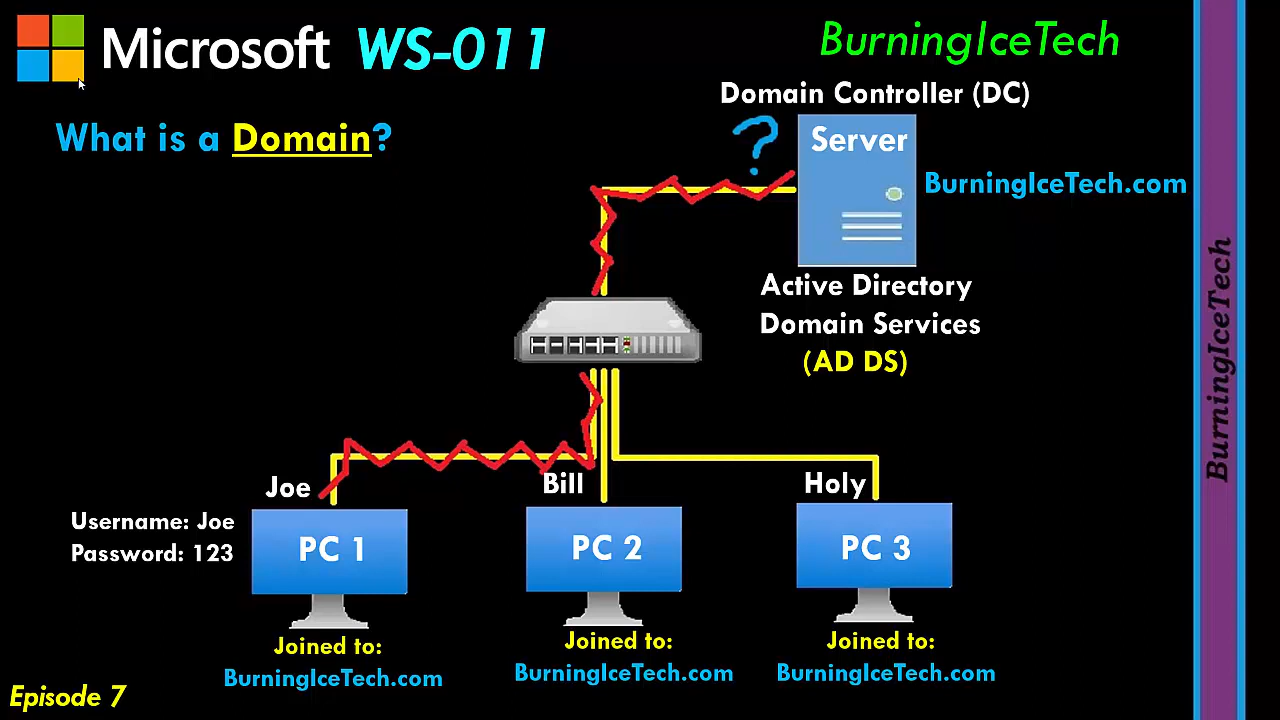 Microsoft WS-011
BurningIceTech
Domain Controller (DC)
What is a Domain?
?
Server
BurningIceTech.com
Active Directory
Domain Services
(AD DS)
Joe
Bill
Holy
Username: Joe
Password: 123
PC 1
PC 2
PC 3
Joined to:
BurningIceTech.com
Joined to:
BurningIceTech.com
Joined to:
BurningIceTech.com
Episode 7
BurningIceTech